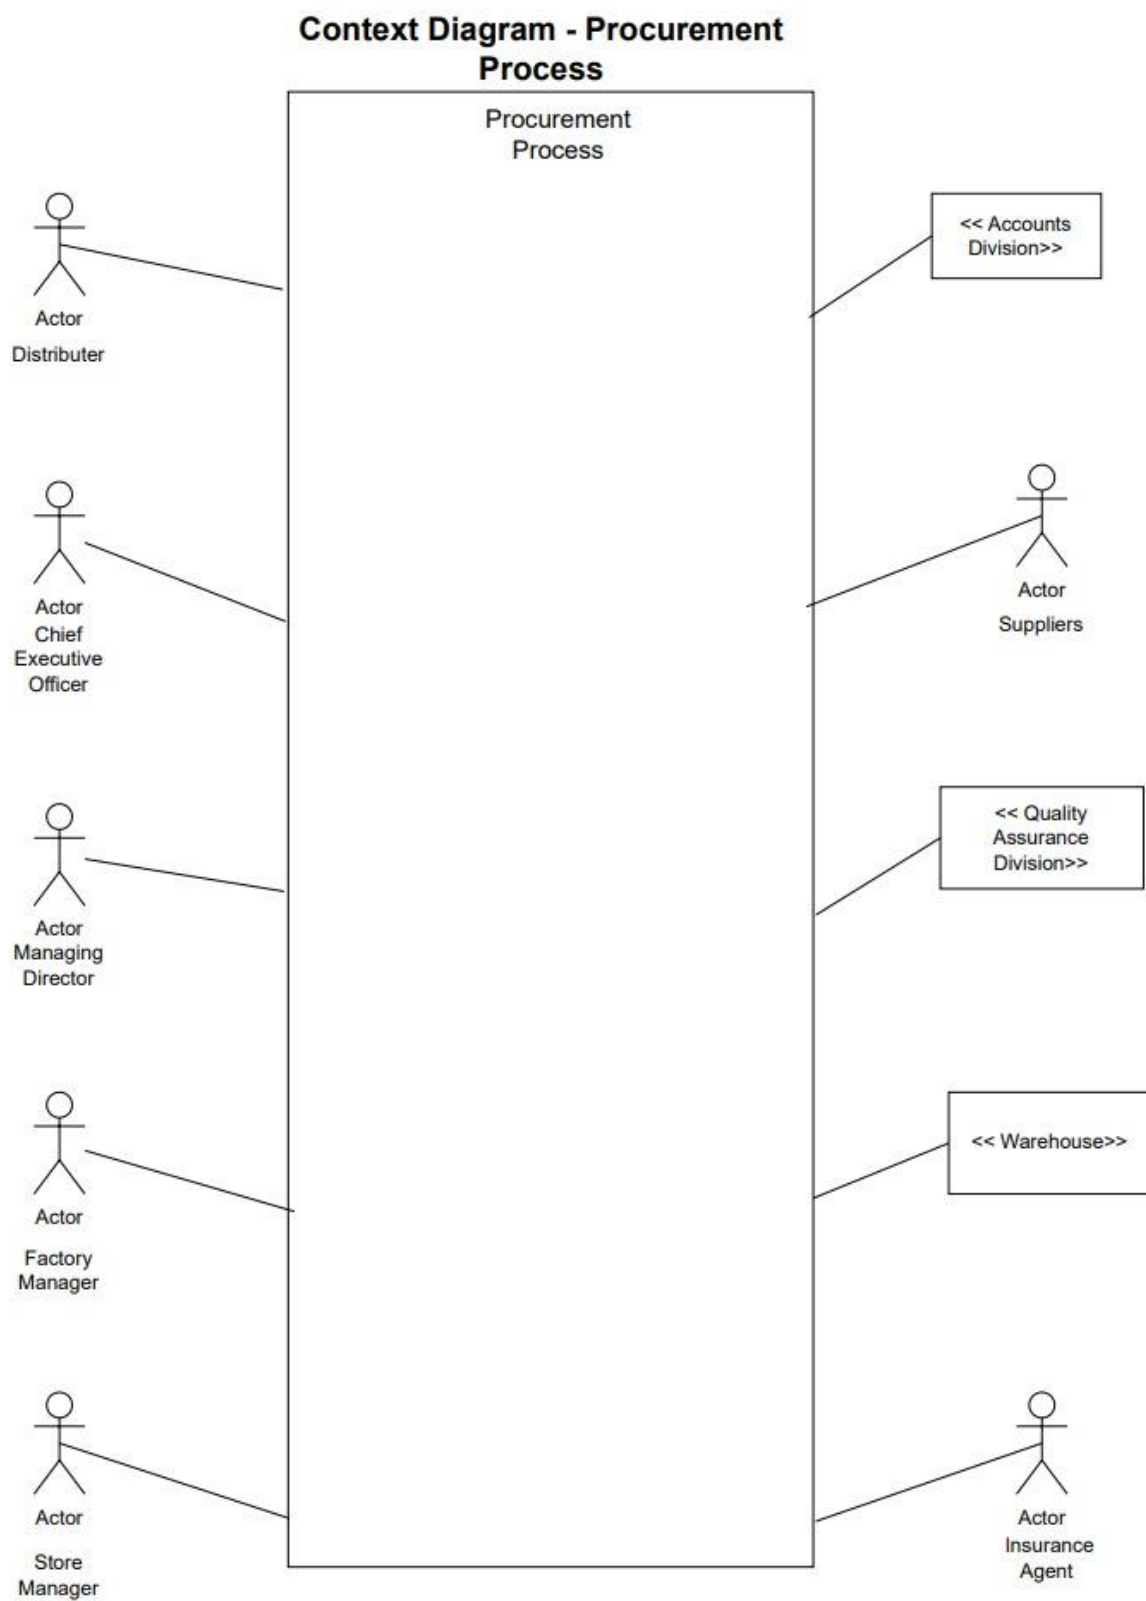 Context Diagram - Procurement
Process
Procurement
Process
Actor
Distributer
Actor
Chief
Executive
Officer
Actor
Managing
Director
Actor
Factory
Manager
Actor
Store
Manager
<< Accounts
Division>>
Actor
Suppliers
<< Quality
Assurance
Division>>
<< Warehouse>>
Actor
Insurance
Agent